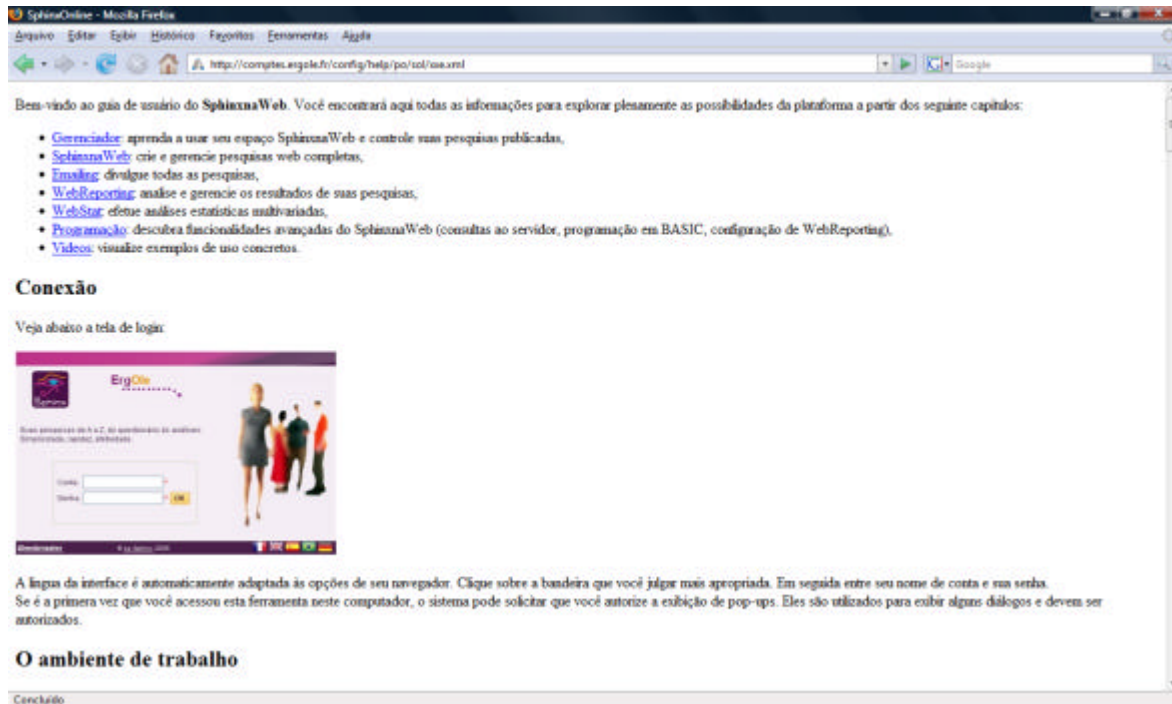 SphinxOnline - Mozilla Firefox
Arquivo Editar Exibir Histórico Favoritos Ferramentas Ajuda
http://comptes.ergole.fr/config/help/po/sol/ose.xml
Google
Bem-vindo ao guia de usuário do SphinxnaWeb. Você encontrará aqui todas as informações para explorar plenamente as possibilidades da plataforma a partir dos seguinte capítulos:
• Gerenciador: aprenda a usar seu espaço SphinxnaWeb e controle suas pesquisas publicadas,
• SphinxnaWeb: crie e gerencie pesquisas web completas,
• Emailing: divulgue todas as pesquisas,
• WebReporting: analise e gerencie os resultados de suas pesquisas,
• WebStat: efetue análises estatísticas multivariadas,
• Programação: descubra funcionalidades avançadas do SphinxnaWeb (consultas ao servidor, programação em BASIC, configuração de WebReporting),
• Videos: visualize exemplos de uso concretos.
Conexão
Veja abaixo a tela de login:
ErgOle
Sphinx
Conta
Senha
OK
A língua da interface é automaticamente adaptada às opções de seu navegador. Clique sobre a bandeira que você julgar mais apropriada. Em seguida entre seu nome de conta e sua senha.
Se é a primera vez que você acessou esta ferramenta neste computador, o sistema pode solicitar que você autorize a exibição de pop-ups. Eles são utilizados para exibir alguns diálogos e devem ser
autorizados.
O ambiente de trabalho
Concluído